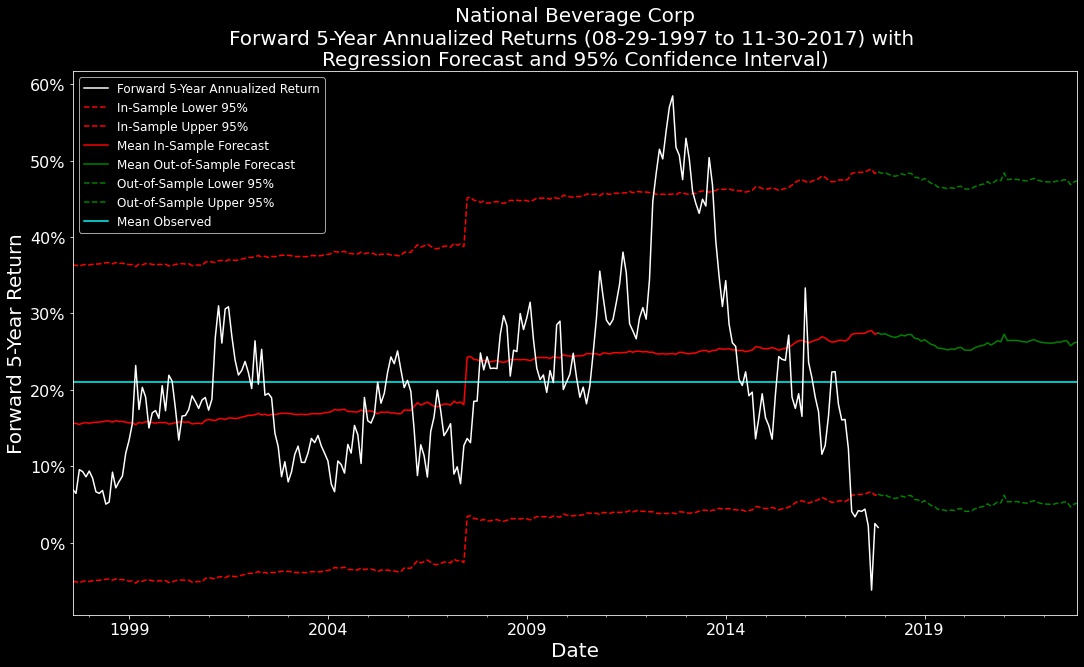 National Beverage Corp
Forward 5-Year Annualized Returns (08-29-1997 to 11-30-2017) with
Regression Forecast and 95% Confidence Interval)
Forward 5-Year Annualized Return
In-Sample Lower 95%
In-Sample Upper 95%
Mean In-Sample Forecast
Mean Out-of-Sample Forecast
Out-of-Sample Lower 95%
Out-of-Sample Upper 95%
Mean Observed
Forward 5-Year Return
60%
50%
40%
30%
20%
10%
0%
1999 2004 2009 2014 2019
Date